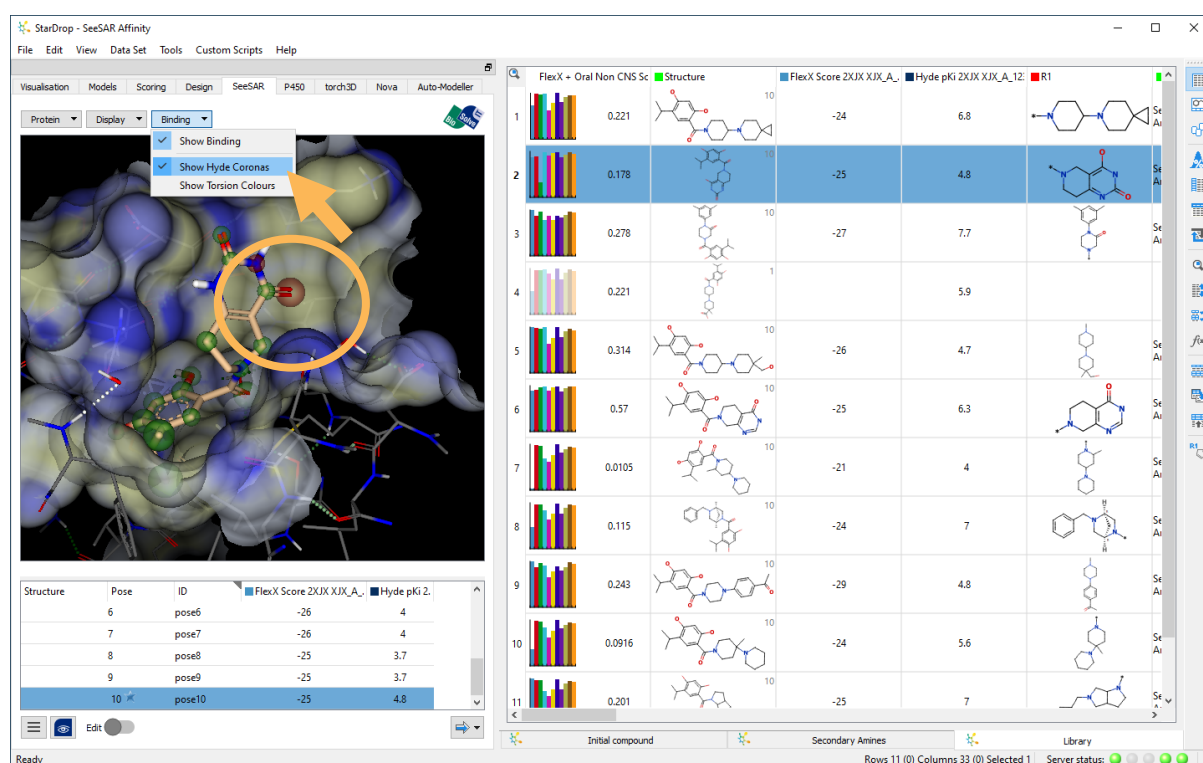 StarDrop - SeeSAR Affinity
File Edit View Data Set Tools Custom Scripts Help
Visualisation Models Scoring Design SeeSAR P450 torch3D Nova Auto-Modeller
Protein Display Binding
Bio Solve
Show Binding
Show Hyde Coronas
Show Torsion Colours
Structure Pose ID FlexX Score 2XJX XJX_A_. Hyde pKi 2.
6 pose6 -26 4
7 pose7 -26 4
8 pose8 -25 3.7
9 pose9 -25 3.7
10 pose10 -25 4.8
Edit
FlexX + Oral Non CNS Sc Structure FlexX Score 2XJX XJX_A_. Hyde pKi 2XJX XJX_A_12: R1
1 0.221 10 -24 6.8
2 0.178 10 -25 4.8
3 0.278 10 -27 7.7
4 0.221 1 5.9
5 0.314 10 -26 4.7
6 0.57 10 -25 6.3
7 0.0105 10 -21 4
8 0.115 10 -24 7
9 0.243 10 -29 4.8
10 0.0916 10 -24 5.6
11 0.201 10 -25 7
Initial compound Secondary Amines Library
Ready Rows 11 (0) Columns 33 (0) Selected 1 Server status: